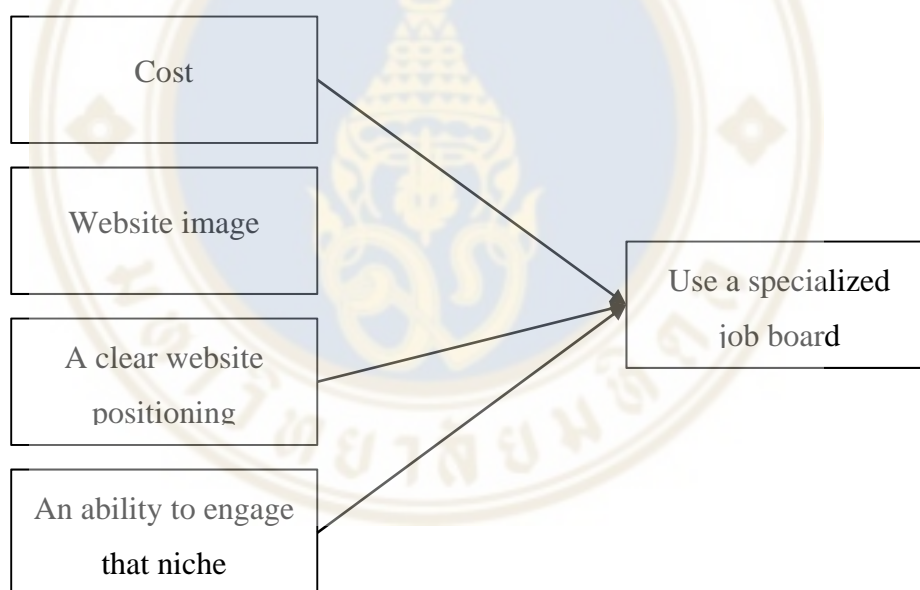 Cost
Website image
A clear website
positioning
An ability to engage
that niche
Use a specialized
job board